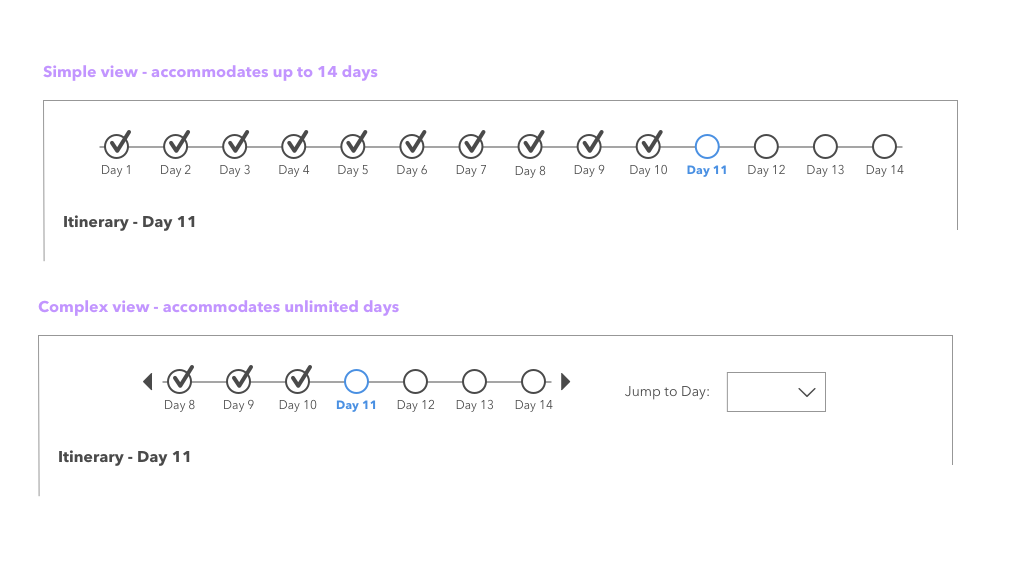 Simple view - accommodates up to 14 days
Day 1 Day 2 Day 3 Day 4 Day 5 Day 6 Day 7 Day 8 Day 9 Day 10 Day 11 Day 12 Day 13 Day 14
Itinerary - Day 11
Complex view - accommodates unlimited days
Day 8 Day 9 Day 10 Day 11 Day 12 Day 13 Day 14 Jump to Day:
Itinerary - Day 11